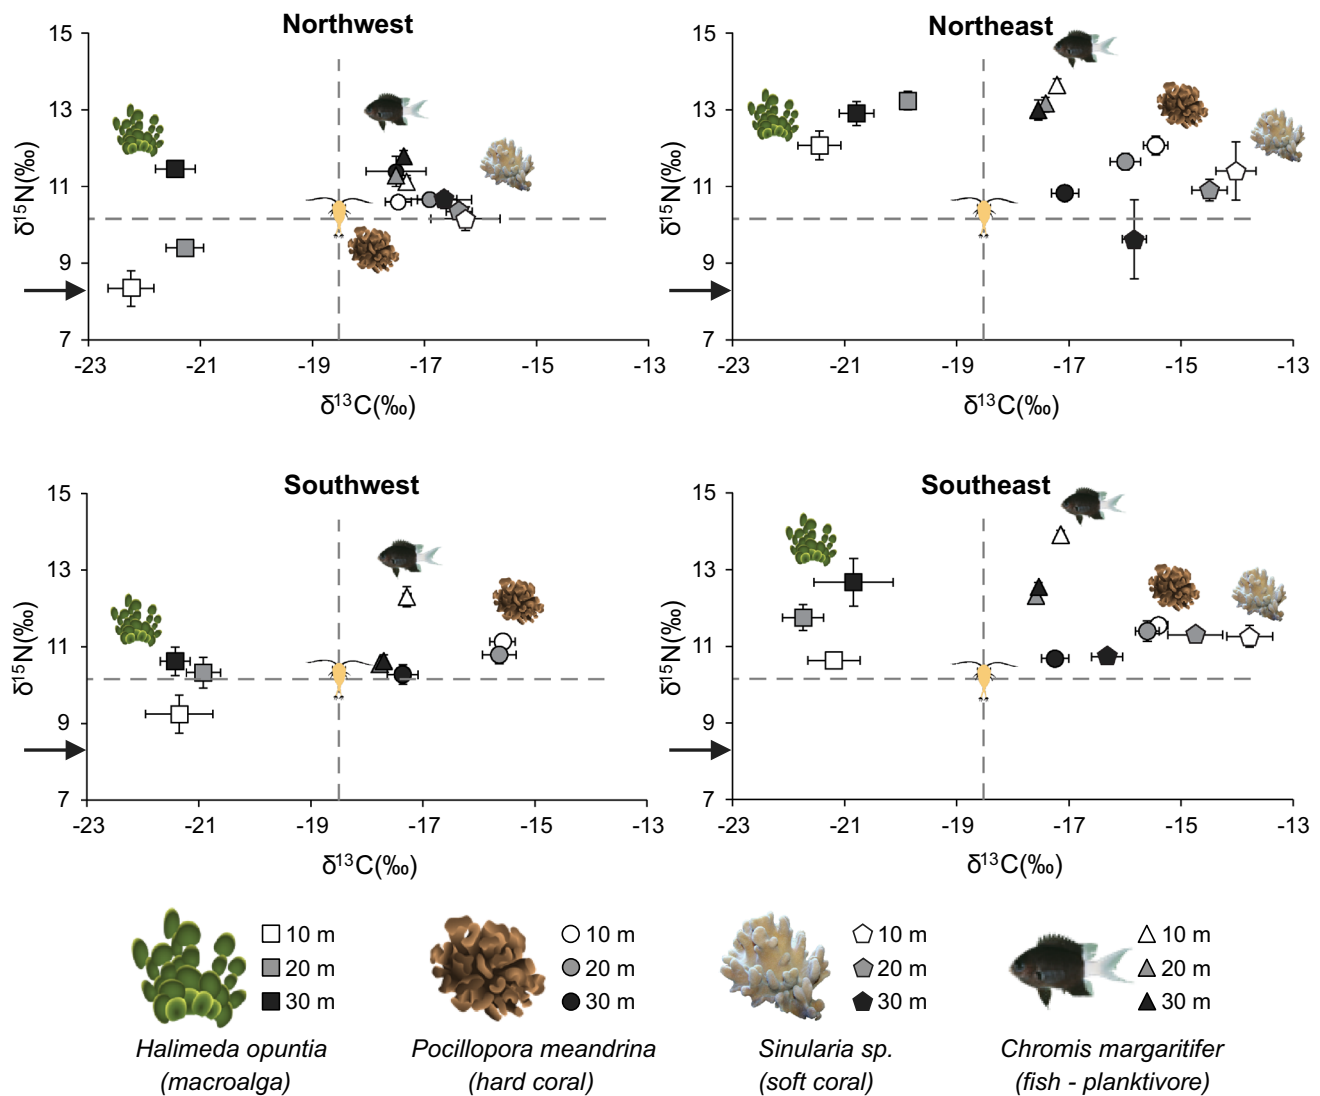 Northwest
15
13
11
9
7
δ15N(‰)
-23 -21 -19 -17 -15 -13
δ13C(‰)
Northeast
15
13
11
9
7
δ15N(‰)
-23 -21 -19 -17 -15 -13
δ13C(‰)
Southwest
15
13
11
9
7
δ15N(‰)
-23 -21 -19 -17 -15 -13
δ13C(‰)
Southeast
15
13
11
9
7
δ15N(‰)
-23 -21 -19 -17 -15 -13
δ13C(‰)
10 m
20 m
30 m
Halimeda opuntia
(macroalga)
10 m
20 m
30 m
Pocillopora meandrina
(hard coral)
10 m
20 m
30 m
Sinularia sp.
(soft coral)
10 m
20 m
30 m
Chromis margaritifer
(fish - planktivore)